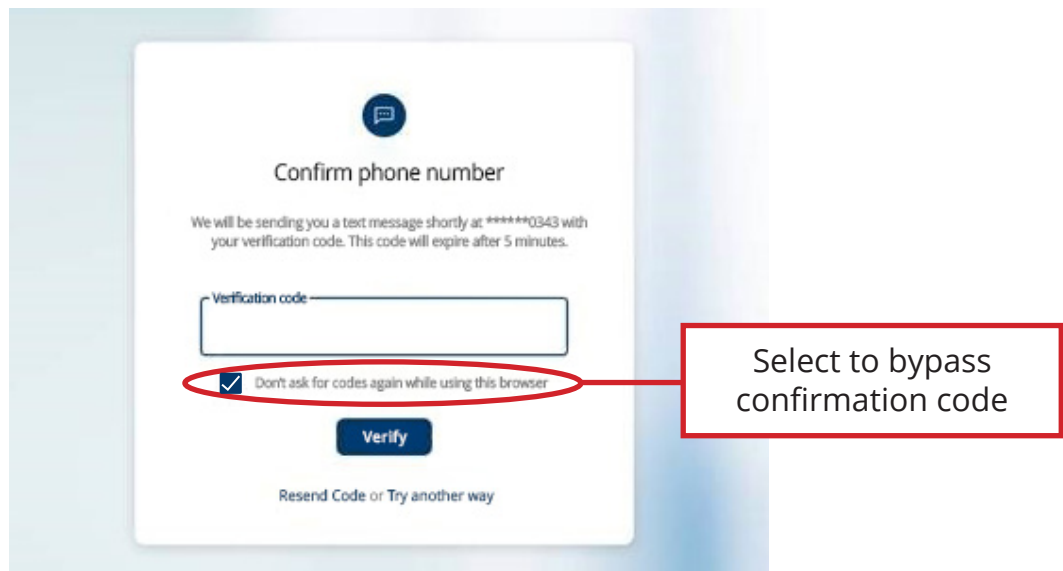 Confirm phone number
We will be sending you a text message shortly at ******0343 with
your verification code. This code will expire after 5 minutes.
Verification code
Don't ask for codes again while using this browser
Select to bypass
confirmation code
Verify
Resend Code or Try another way